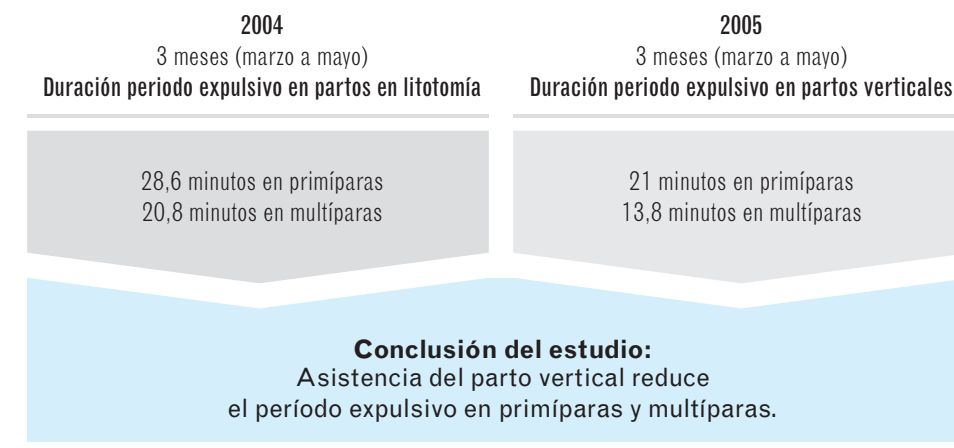 2004
3 meses (marzo a mayo)
Duración periodo expulsivo en partos en litotomía
28,6 minutos en primíparas
20,8 minutos en multíparas
2005
3 meses (marzo a mayo)
Duración periodo expulsivo en partos verticales
21 minutos en primíparas
13,8 minutos en multíparas
Conclusión del estudio:
Asistencia del parto vertical reduce
el período expulsivo en primíparas y multíparas.